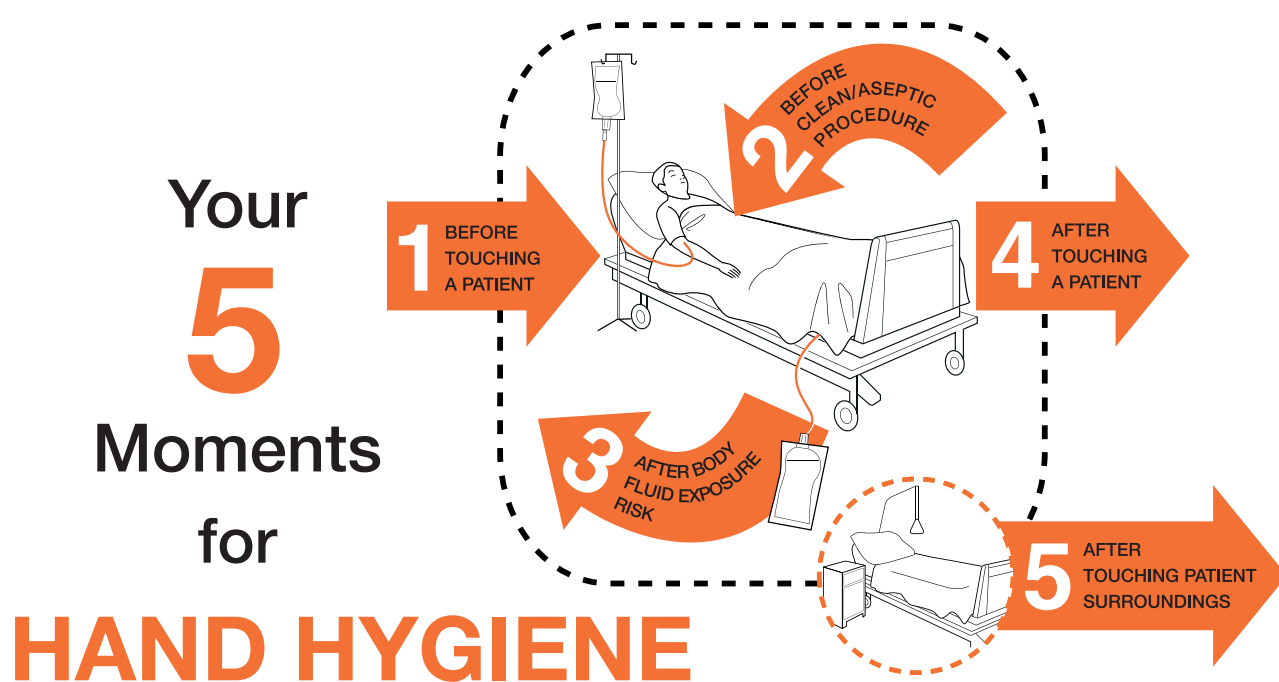 Your
5
Moments
for
HAND HYGIENE
1
BEFORE
TOUCHING
A PATIENT
2
BEFORE
CLEAN/ASEPTIC
PROCEDURE
3
AFTER BODY
FLUID EXPOSURE
RISK
4
AFTER
TOUCHING
A PATIENT
5
AFTER
TOUCHING PATIENT
SURROUNDINGS